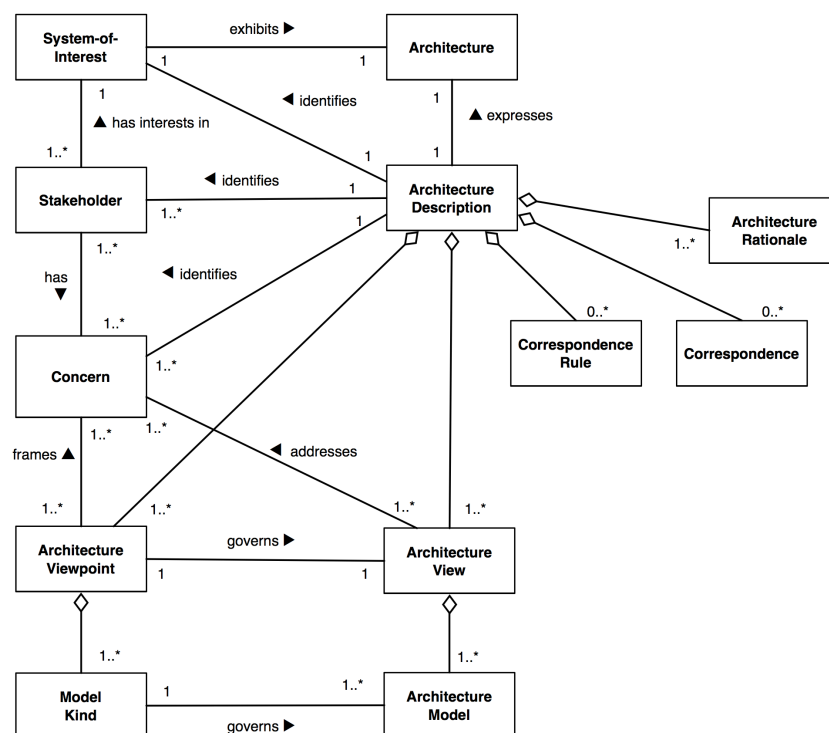 System-of-
Interest
exhibits ▶
Architecture
1
1
1
◀ identifies
1
▲ has interests in
▲ expresses
1..*
1
1
Stakeholder
◀ identifies
1
1..*
Architecture
Description
Architecture
Rationale
1..*
1..*
1
has
▼
◀ identifies
1..*
0..*
0..*
Concern
1..*
Correspondence
Rule
Correspondence
1..*
1..*
frames ▲
◀ addresses
1..*
1..*
1..*
1..*
Architecture
Viewpoint
governs ▶
1
1
Architecture
View
1..*
1..*
Model
Kind
1
1..*
governs ▶
Architecture
Model